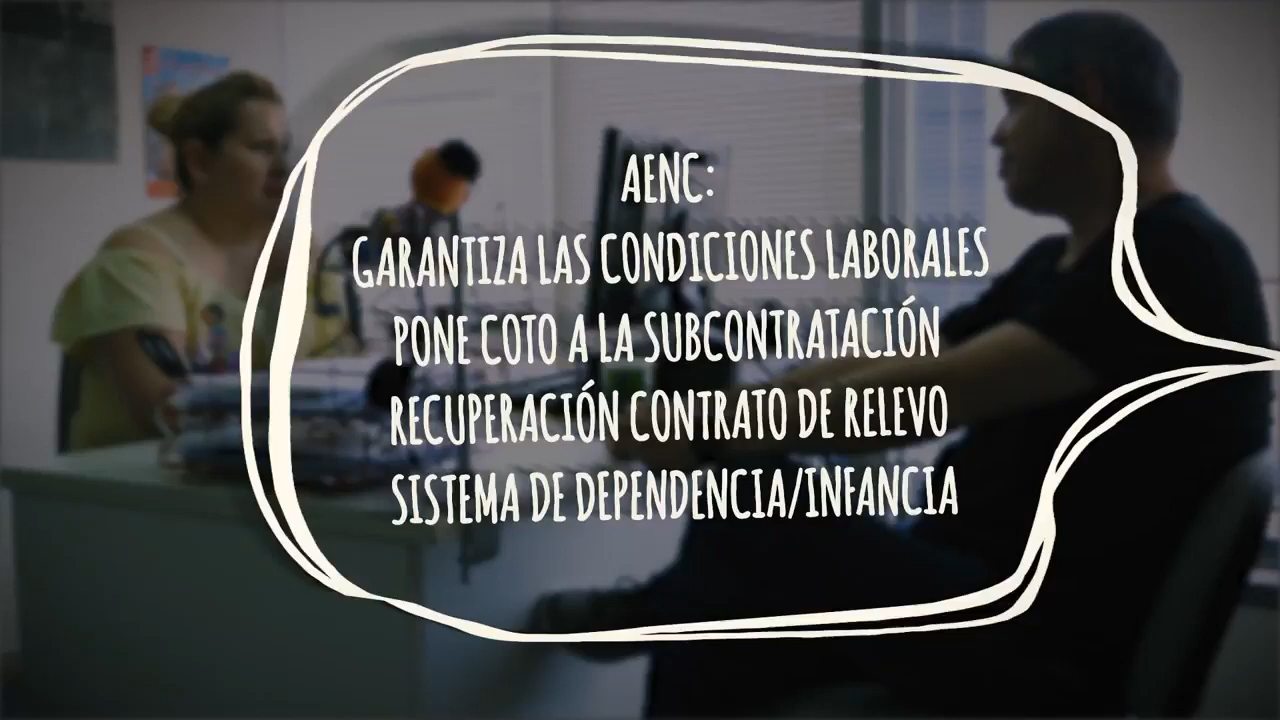 AENC:
GARANTIZA LAS CONDICIONES LABORALES
PONE COTO A LA SUBCONTRATACIÓN
RECUPERACIÓN CONTRATO DE RELEVO
SISTEMA DE DEPENDENCIA/INFANCIA